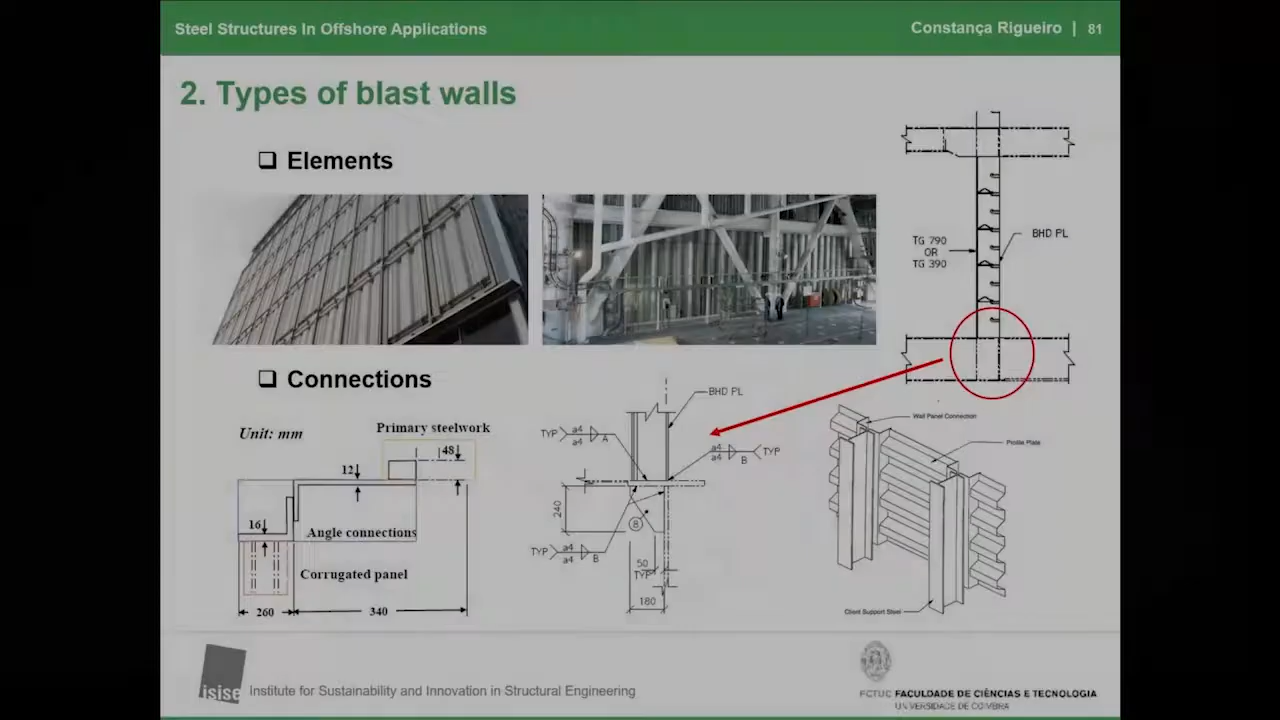 Steel Structures In Offshore Applications
Constança Rigueiro | 81
2. Types of blast walls
Elements
TG 790
OR
TG 390
BHD PL
Connections
Unit: mm
Primary steelwork
48
12
16
Angle connections
Corrugated panel
260
340
BHD PL
TYP
a4
a4
A
a4
a4
B
TYP
240
8
TYP
a4
a4
B
50
TYP
180
Wall Panel Connection
Profile Plate
Client Support Steel
isise
Institute for Sustainability and Innovation in Structural Engineering
FCTUC FACULDADE DE CIÊNCIAS E TECNOLOGIA
UNIVERSIDADE DE COIMBRA